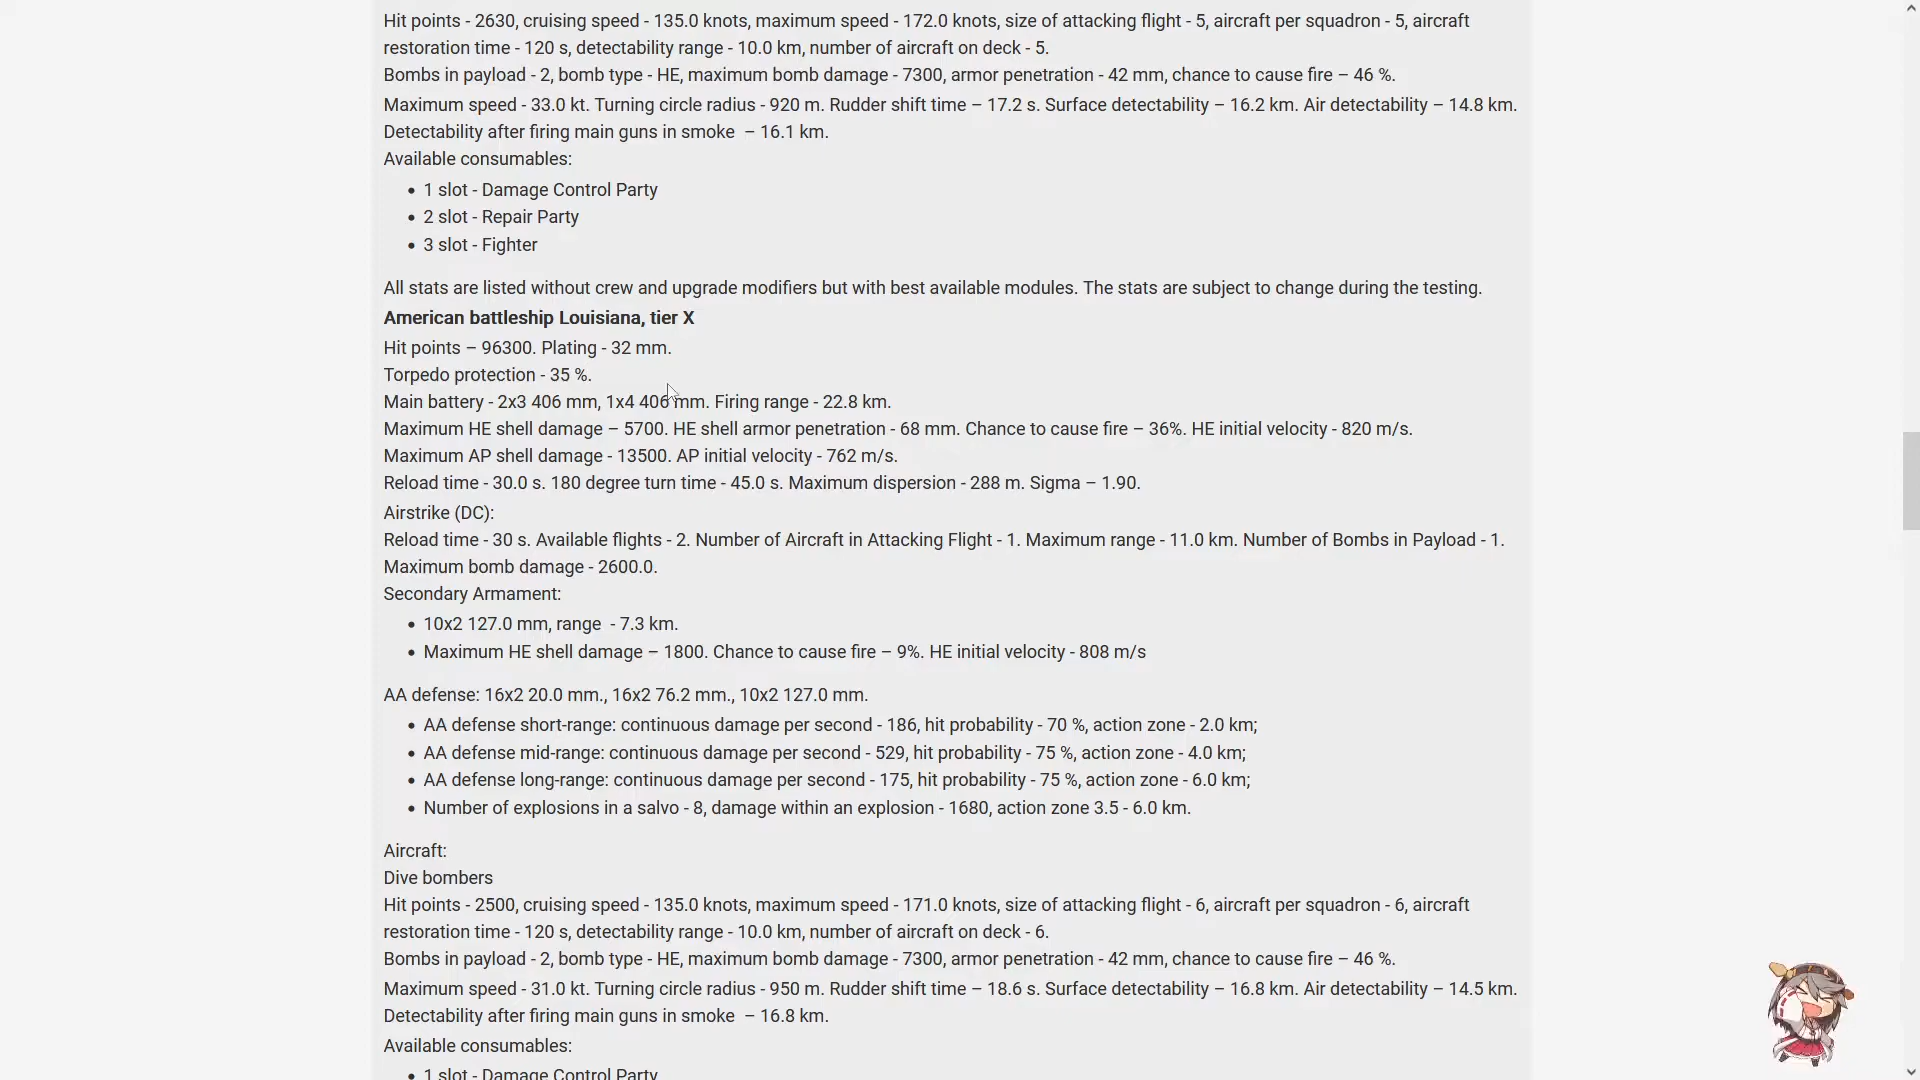 Hit points - 2630, cruising speed - 135.0 knots, maximum speed - 172.0 knots, size of attacking flight - 5, aircraft per squadron - 5, aircraft
restoration time - 120 s, detectability range - 10.0 km, number of aircraft on deck - 5.
Bombs in payload - 2, bomb type - HE, maximum bomb damage - 7300, armor penetration - 42 mm, chance to cause fire – 46 %.
Maximum speed - 33.0 kt. Turning circle radius - 920 m. Rudder shift time – 17.2 s. Surface detectability – 16.2 km. Air detectability – 14.8 km.
Detectability after firing main guns in smoke – 16.1 km.
Available consumables:
• 1 slot - Damage Control Party
• 2 slot - Repair Party
• 3 slot - Fighter
All stats are listed without crew and upgrade modifiers but with best available modules. The stats are subject to change during the testing.
American battleship Louisiana, tier X
Hit points – 96300. Plating - 32 mm.
Torpedo protection - 35 %.
Main battery - 2x3 406 mm, 1x4 406 mm. Firing range - 22.8 km.
Maximum HE shell damage – 5700. HE shell armor penetration - 68 mm. Chance to cause fire – 36%. HE initial velocity - 820 m/s.
Maximum AP shell damage - 13500. AP initial velocity - 762 m/s.
Reload time - 30.0 s. 180 degree turn time - 45.0 s. Maximum dispersion - 288 m. Sigma – 1.90.
Airstrike (DC):
Reload time - 30 s. Available flights - 2. Number of Aircraft in Attacking Flight - 1. Maximum range - 11.0 km. Number of Bombs in Payload - 1.
Maximum bomb damage - 2600.0.
Secondary Armament:
• 10x2 127.0 mm, range - 7.3 km.
• Maximum HE shell damage – 1800. Chance to cause fire – 9%. HE initial velocity - 808 m/s
AA defense: 16x2 20.0 mm., 16x2 76.2 mm., 10x2 127.0 mm.
• AA defense short-range: continuous damage per second - 186, hit probability - 70 %, action zone - 2.0 km;
• AA defense mid-range: continuous damage per second - 529, hit probability - 75 %, action zone - 4.0 km;
• AA defense long-range: continuous damage per second - 175, hit probability - 75 %, action zone - 6.0 km;
• Number of explosions in a salvo - 8, damage within an explosion - 1680, action zone 3.5 - 6.0 km.
Aircraft:
Dive bombers
Hit points - 2500, cruising speed - 135.0 knots, maximum speed - 171.0 knots, size of attacking flight - 6, aircraft per squadron - 6, aircraft
restoration time - 120 s, detectability range - 10.0 km, number of aircraft on deck - 6.
Bombs in payload - 2, bomb type - HE, maximum bomb damage - 7300, armor penetration - 42 mm, chance to cause fire – 46 %.
Maximum speed - 31.0 kt. Turning circle radius - 950 m. Rudder shift time – 18.6 s. Surface detectability – 16.8 km. Air detectability – 14.5 km.
Detectability after firing main guns in smoke – 16.8 km.
Available consumables:
• 1 slot - Damage Control Party